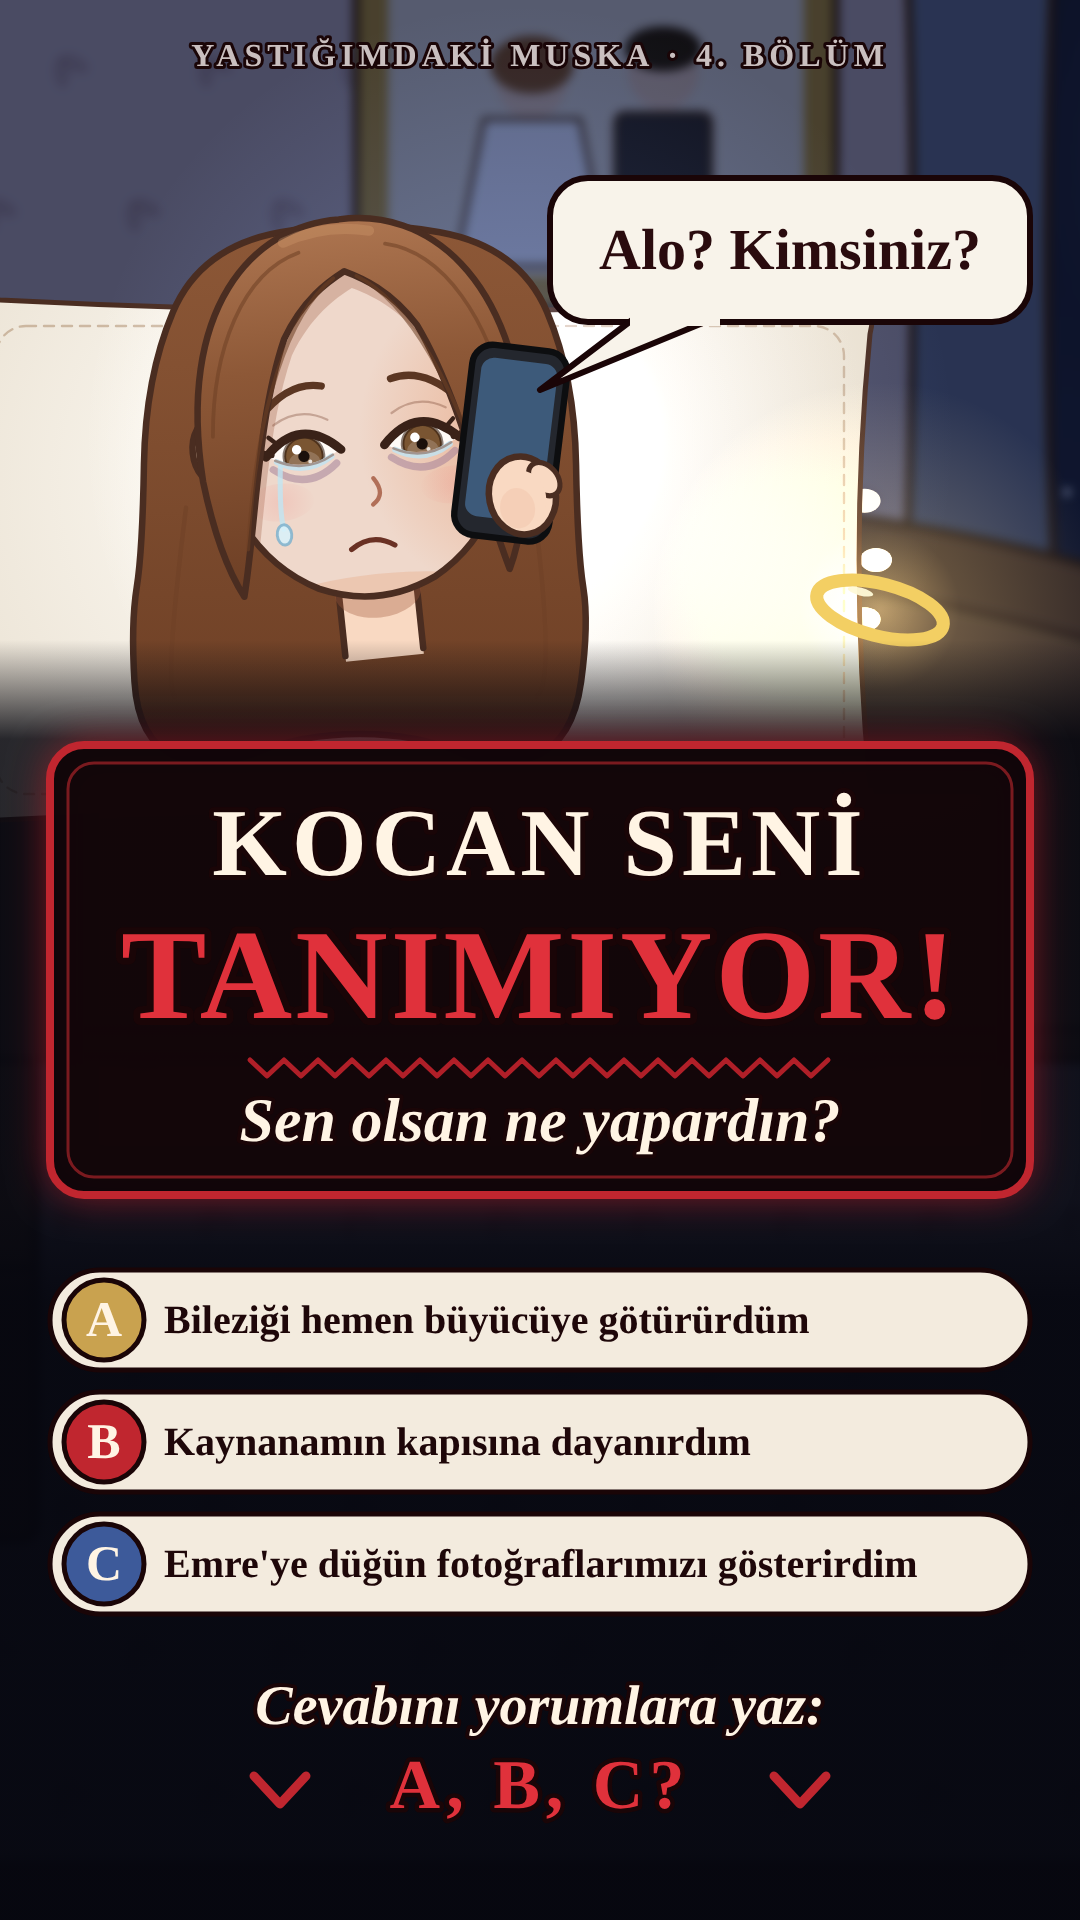 YASTIĞIMDAKİ MUSKA · 4. BÖLÜM
Alo? Kimsiniz?
KOCAN SENİ
TANIMIYOR!
Sen olsan ne yapardın?
A Bileziği hemen büyücüye götürürdüm
B Kaynanamın kapısına dayanırdım
C Emre'ye düğün fotoğraflarımızı gösterirdim
Cevabını yorumlara yaz:
A, B, C?